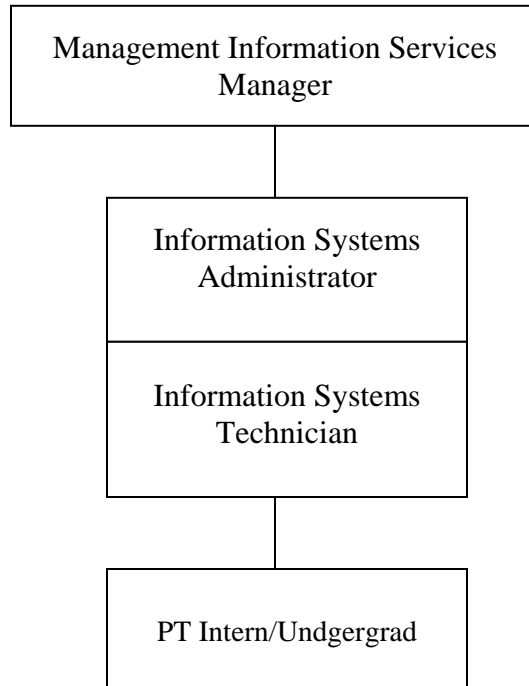 Management Information Services
Manager
Information Systems
Administrator
Information Systems
Technician
PT Intern/Undgergrad